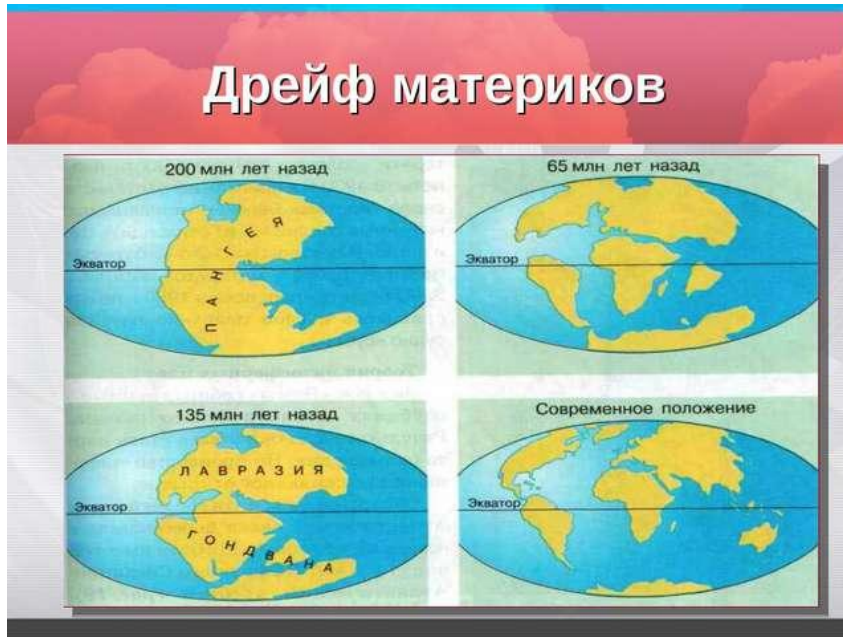 Дрейф материков
200 млн лет назад
ПАНГЕЯ
Экватор
65 млн лет назад
Экватор
135 млн лет назад
ЛАВРАЗИЯ
Экватор
ГОНДВАНА
Современное положение
Экватор